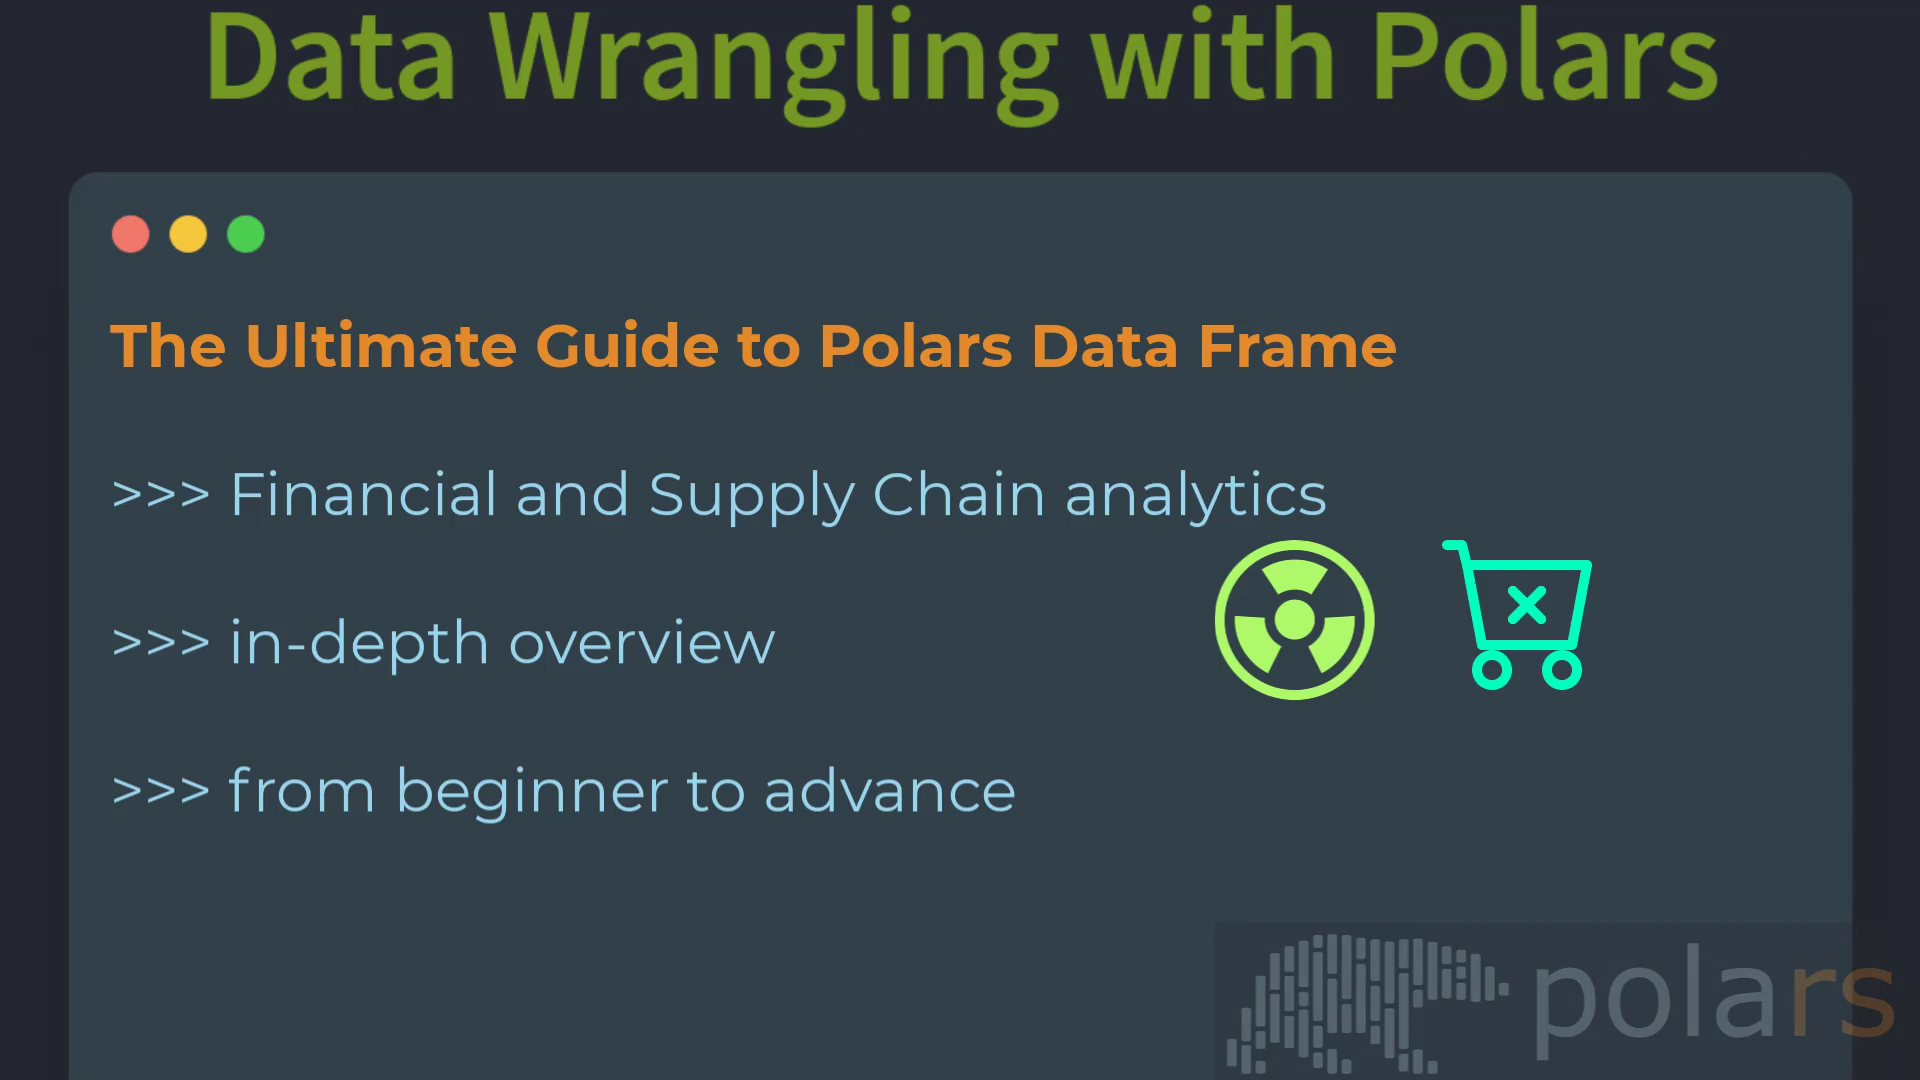 Data Wrangling with Polars
The Ultimate Guide to Polars Data Frame
>>> Financial and Supply Chain analytics
>>> in-depth overview
>>> from beginner to advance
polars